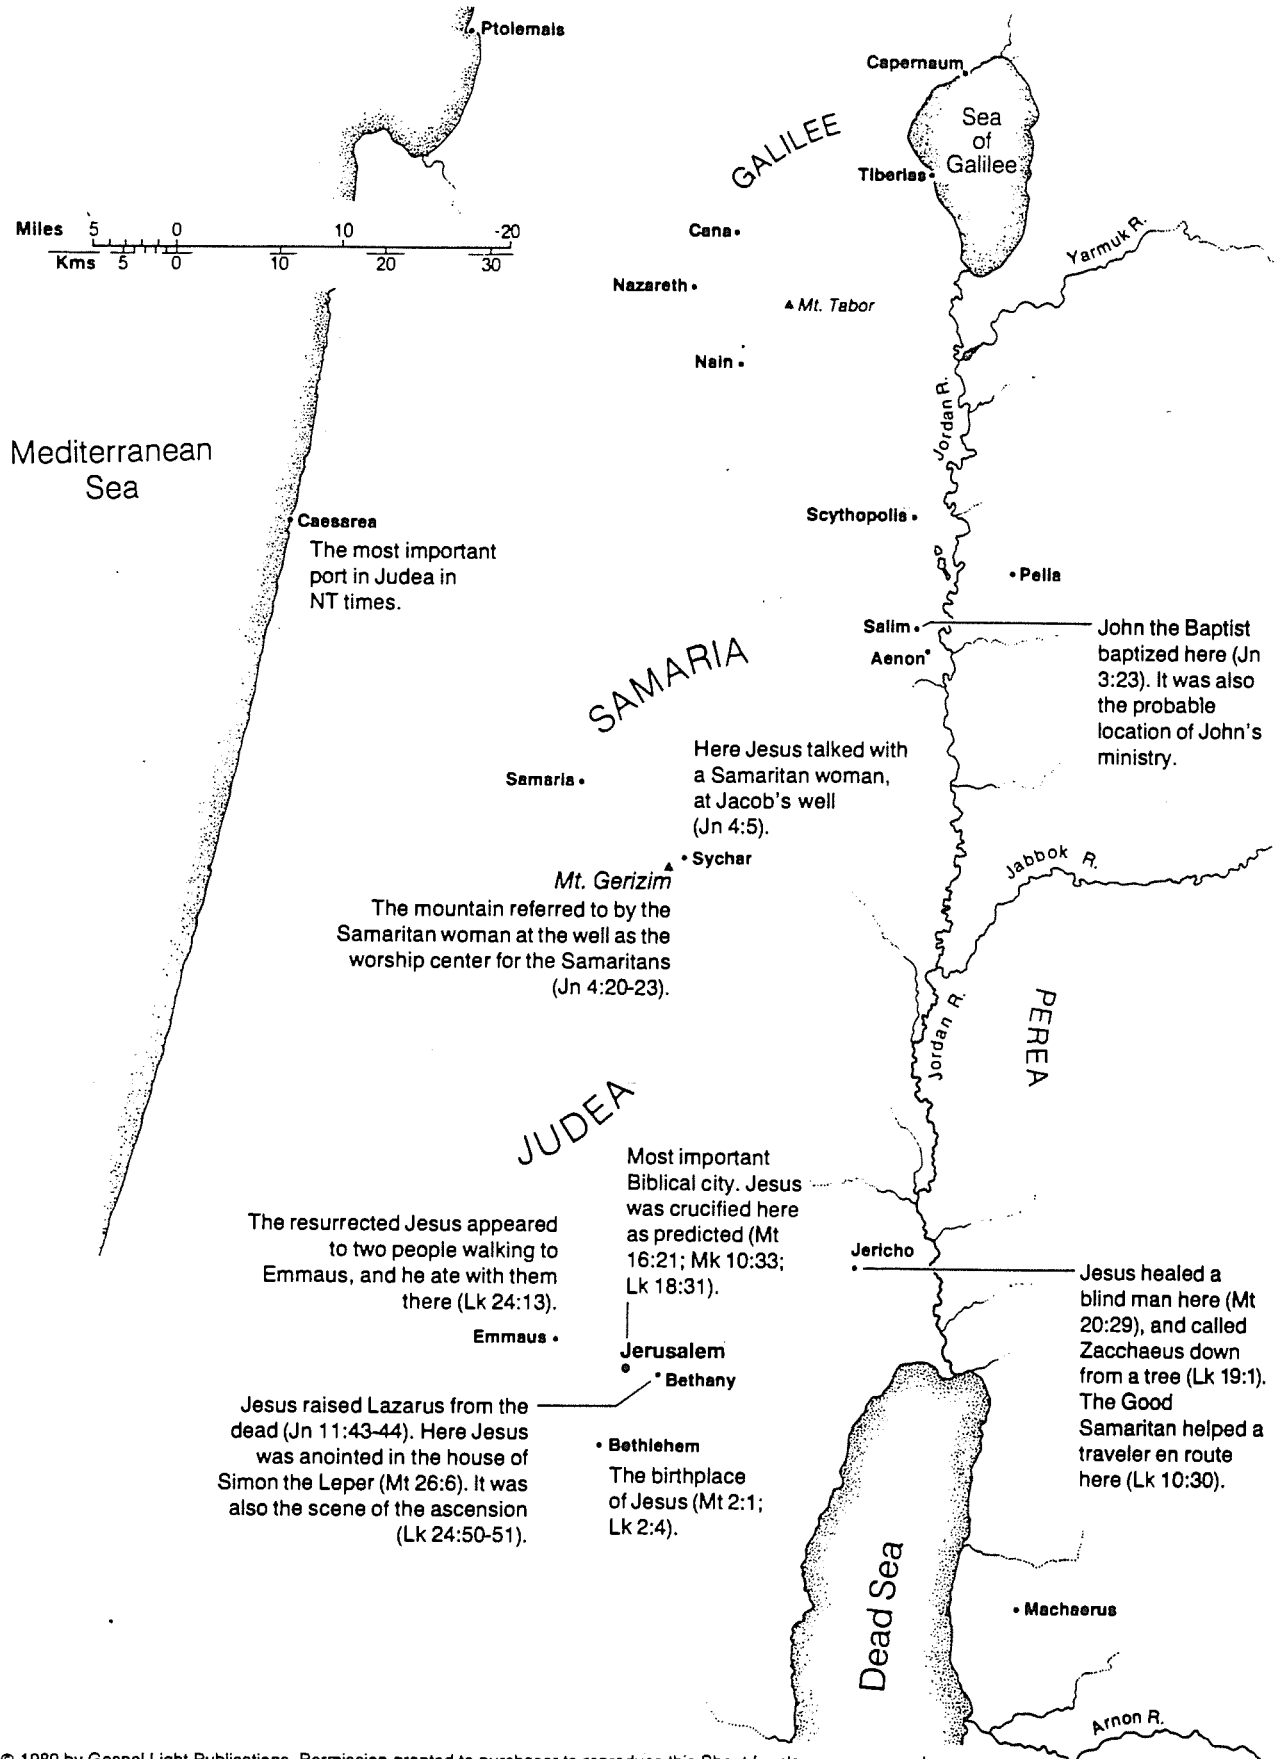 Ptolemais
Capernaum
Sea
of
Galilee
GALILEE
Tiberias
Miles 5 0 10 -20
Kms 5 0 10 20 30
Cana
Yarmuk R.
Nazareth
Mt. Tabor
Nain
Jordan R.
Mediterranean
Sea
Scythopolis
Caesarea
The most important
port in Judea in
NT times.
Pella
Salim
John the Baptist
baptized here (Jn
3:23). It was also
the probable
location of John's
ministry.
Aenon
SAMARIA
Here Jesus talked with
a Samaritan woman,
at Jacob's well
(Jn 4:5).
Samaria
Sychar
Mt. Gerizim
The mountain referred to by the
Samaritan woman at the well as the
worship center for the Samaritans
(Jn 4:20-23).
Jabbok R.
Jordan R.
PEREA
JUDEA
Most important
Biblical city. Jesus
was crucified here
as predicted (Mt
16:21; Mk 10:33;
Lk 18:31).
The resurrected Jesus appeared
to two people walking to
Emmaus, and he ate with them
there (Lk 24:13).
Jericho
Jesus healed a
blind man here (Mt
20:29), and called
Zacchaeus down
from a tree (Lk 19:1).
The Good
Samaritan helped a
traveler en route
here (Lk 10:30).
Emmaus
Jerusalem
Bethany
Jesus raised Lazarus from the
dead (Jn 11:43-44). Here Jesus
was anointed in the house of
Simon the Leper (Mt 26:6). It was
also the scene of the ascension
(Lk 24:50-51).
Bethlehem
The birthplace
of Jesus (Mt 2:1;
Lk 2:4).
Dead Sea
Machaerus
Arnon R.
by Gospel Light Publications. Permission granted to purchaser to reproduce this